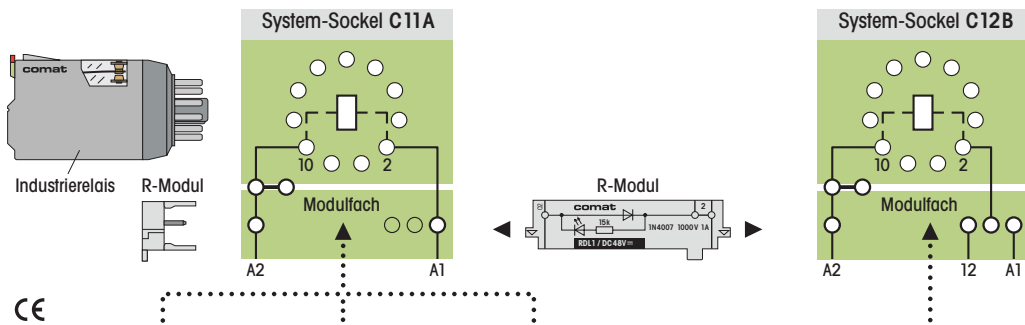 System-Sockel C11A
System-Sockel C12B
comat
10 2
10 2
Industrierelais
R-Modul
Modulfach
R-Modul
Modulfach
comat
2
15k
1N4007 1000V 1A
RDL1 / DC48V
A2 A1
A2 12 A1
CE